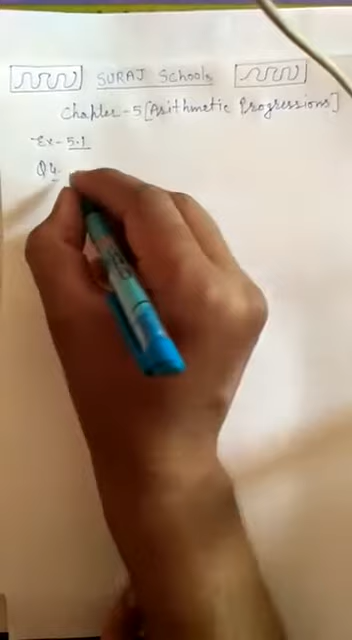 SURAJ Schools
Chapter-5 [Arithmetic Progressions]
Ex- 5.1
Q4.